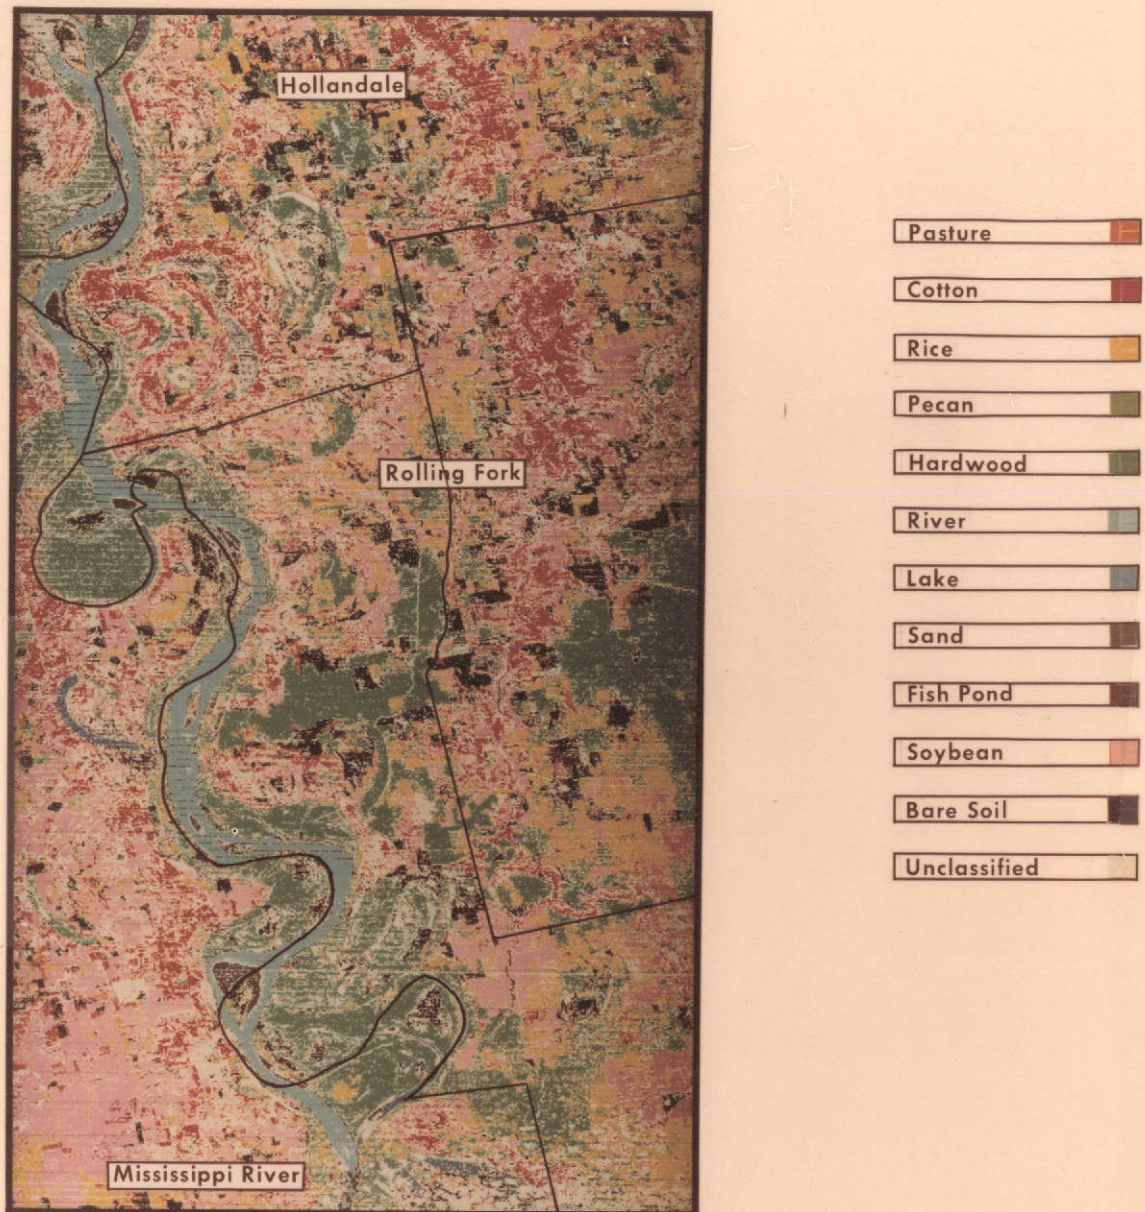 Hollandale
Rolling Fork
Mississippi River
Pasture
Cotton
Rice
Pecan
Hardwood
River
Lake
Sand
Fish Pond
Soybean
Bare Soil
Unclassified